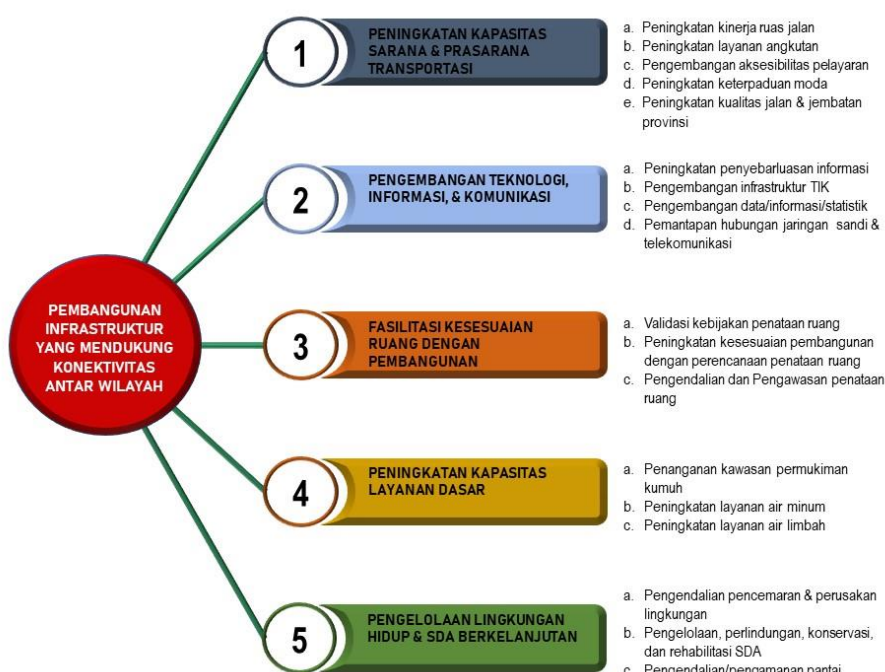 PEMBANGUNAN
INFRASTRUKTUR
YANG MENDUKUNG
KONEKTIVITAS
ANTAR WILAYAH
1
PENINGKATAN KAPASITAS
SARANA & PRASARANA
TRANSPORTASI
a. Peningkatan kinerja ruas jalan
b. Peningkatan layanan angkutan
c. Pengembangan aksesibilitas pelayaran
d. Peningkatan keterpaduan moda
e. Peningkatan kualitas jalan & jembatan
provinsi
2
PENGEMBANGAN TEKNOLOGI,
INFORMASI, & KOMUNIKASI
a. Peningkatan penyebarluasan informasi
b. Pengembangan infrastruktur TIK
c. Pengembangan data/informasi/statistik
d. Pemantapan hubungan jaringan sandi &
telekomunikasi
3
FASILITASI KESESUAIAN
RUANG DENGAN
PEMBANGUNAN
a. Validasi kebijakan penataan ruang
b. Peningkatan kesesuaian pembangunan
dengan perencanaan penataan ruang
c. Pengendalian dan Pengawasan penataan
ruang
4
PENINGKATAN KAPASITAS
LAYANAN DASAR
a. Penanganan kawasan permukiman
kumuh
b. Peningkatan layanan air minum
c. Peningkatan layanan air limbah
5
PENGELOLAAN LINGKUNGAN
HIDUP & SDA BERKELANJUTAN
a. Pengendalian pencemaran & perusakan
lingkungan
b. Pengelolaan, perlindungan, konservasi,
dan rehabilitasi SDA
c. Pengendalian/pengamanan pantai